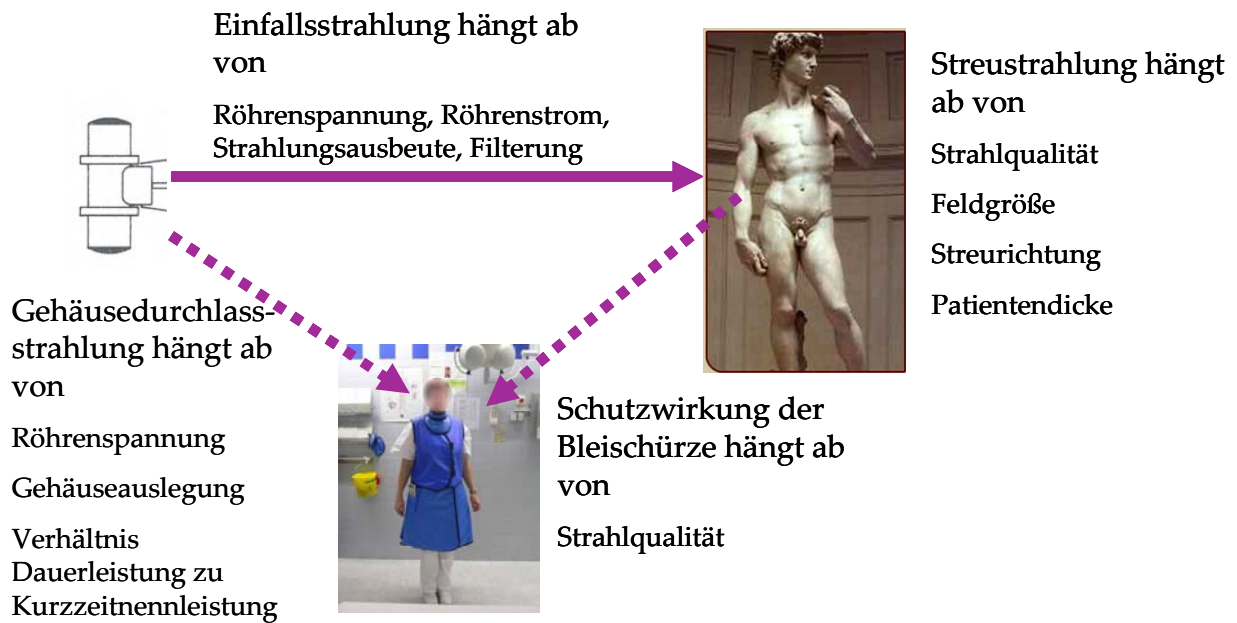 Einfallsstrahlung hängt ab
von
Röhrenspannung, Röhrenstrom,
Strahlungsausbeute, Filterung
Streustrahlung hängt
ab von
Strahlqualität
Feldgröße
Streurichtung
Patientendicke
Gehäusedurchlass-
strahlung hängt ab
von
Röhrenspannung
Gehäuseauslegung
Verhältnis
Dauerleistung zu
Kurzzeitnennleistung
Schutzwirkung der
Bleischürze hängt ab
von
Strahlqualität